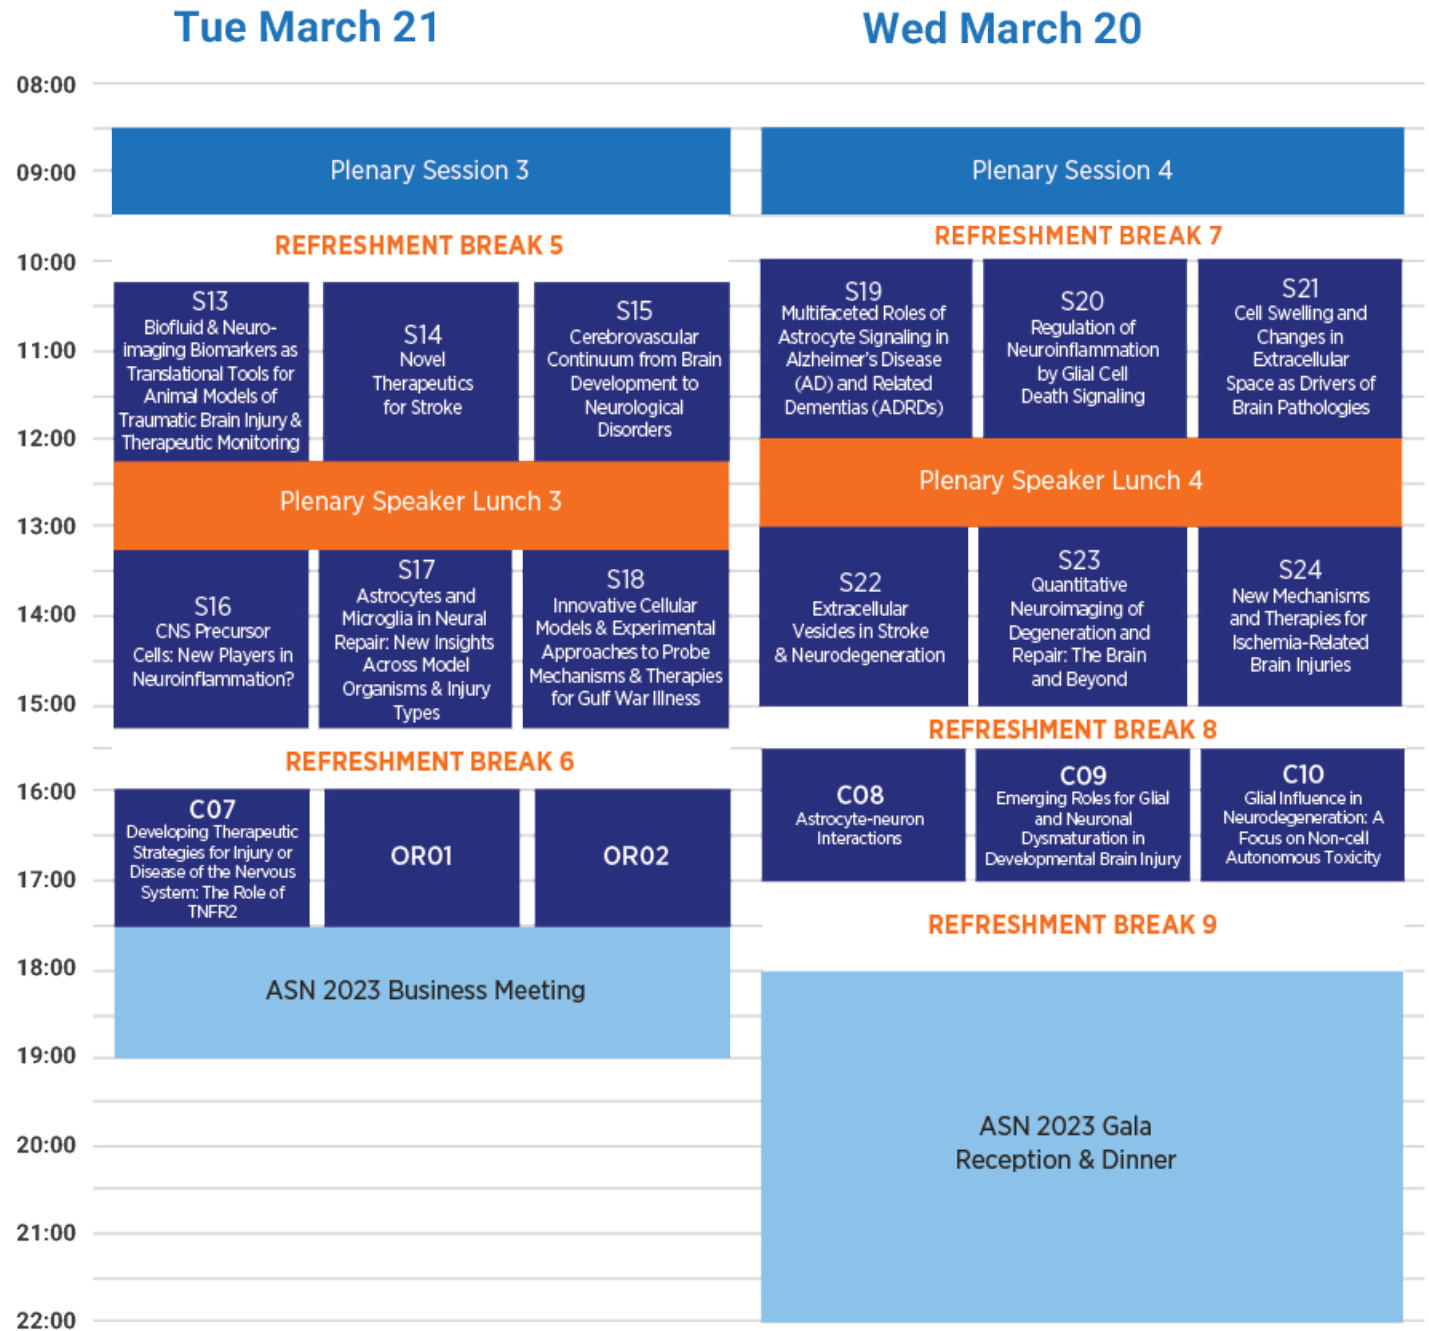 Tue March 21
Wed March 20
08:00
09:00
10:00
11:00
12:00
13:00
14:00
15:00
16:00
17:00
18:00
19:00
20:00
21:00
22:00
Plenary Session 3
REFRESHMENT BREAK 5
S13
Biofluid & Neuro-
imaging Biomarkers as
Translational Tools for
Animal Models of
Traumatic Brain Injury &
Therapeutic Monitoring
S14
Novel
Therapeutics
for Stroke
S15
Cerebrovascular
Continuum from Brain
Development to
Neurological
Disorders
Plenary Speaker Lunch 3
S16
CNS Precursor
Cells: New Players in
Neuroinflammation?
S17
Astrocytes and
Microglia in Neural
Repair: New Insights
Across Model
Organisms & Injury
Types
S18
Innovative Cellular
Models & Experimental
Approaches to Probe
Mechanisms & Therapies
for Gulf War Illness
REFRESHMENT BREAK 6
C07
Developing Therapeutic
Strategies for Injury or
Disease of the Nervous
System: The Role of
TNFR2
OR01
OR02
ASN 2023 Business Meeting
Plenary Session 4
REFRESHMENT BREAK 7
S19
Multifaceted Roles of
Astrocyte Signaling in
Alzheimer's Disease
(AD) and Related
Dementias (ADRDs)
S20
Regulation of
Neuroinflammation
by Glial Cell
Death Signaling
S21
Cell Swelling and
Changes in
Extracellular
Space as Drivers of
Brain Pathologies
Plenary Speaker Lunch 4
S22
Extracellular
Vesicles in Stroke
& Neurodegeneration
S23
Quantitative
Neuroimaging of
Degeneration and
Repair: The Brain
and Beyond
S24
New Mechanisms
and Therapies for
Ischemia-Related
Brain Injuries
REFRESHMENT BREAK 8
C08
Astrocyte-neuron
Interactions
C09
Emerging Roles for Glial
and Neuronal
Dysmaturation in
Developmental Brain Injury
C10
Glial Influence in
Neurodegeneration: A
Focus on Non-cell
Autonomous Toxicity
REFRESHMENT BREAK 9
ASN 2023 Gala
Reception & Dinner